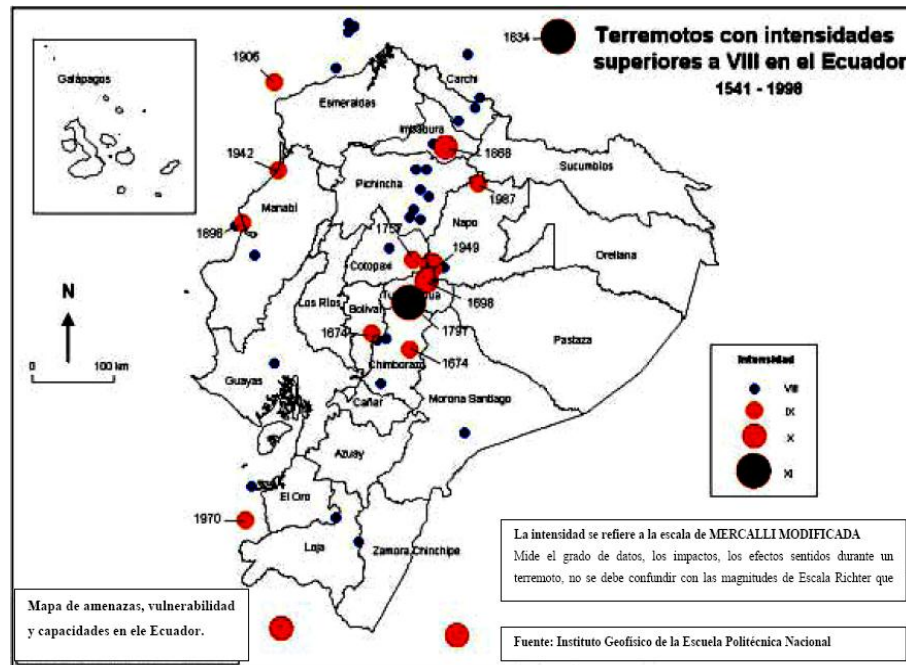 1834
Terremotos con intensidades
superiores a VIII en el Ecuador
1541 - 1998
Galápagos
1906
Carchi
Esmeraldas
Imbabura
1868
Sucumbios
1942
Pichincha
1987
Manabí
Napo
1896
1757
1949
Orellana
Cotopaxi
N
Los Ríos
1698
Bolívar
1797
Pastaza
1674
0
100 km
Chimborazo
1674
Guayas
Cañar
Morona Santiago
Azuay
El Oro
1970
Loja
Zamora Chinchipe
Intensidad
VIII
IX
X
XI
La intensidad se refiere a la escala de MERCALLI MODIFICADA
Mide el grado de datos, los impactos, los efectos sentidos durante un
terremoto, no se debe confundir con las magnitudes de Escala Richter que
Mapa de amenazas, vulnerabilidad
y capacidades en ele Ecuador.
Fuente: Instituto Geofísico de la Escuela Politécnica Nacional